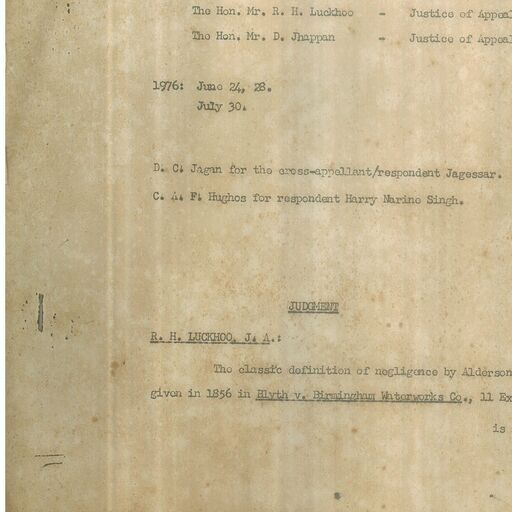 The Hon. Mr. R. H. Luckhoo - Justice of Appeal
The Hon. Mr. D. Jhappan - Justice of Appeal
1976: June 24, 28.
July 30.
D. C. Jagan for the cross-appellant/respondent Jagessar.
C. A. F. Hughes for respondent Harry Narine Singh.
JUDGMENT
R. H. LUCKHOO, J. A.:
The classic definition of negligence by Alderson
given in 1856 in Blyth v. Birmingham Waterworks Co., 11 Ex
is